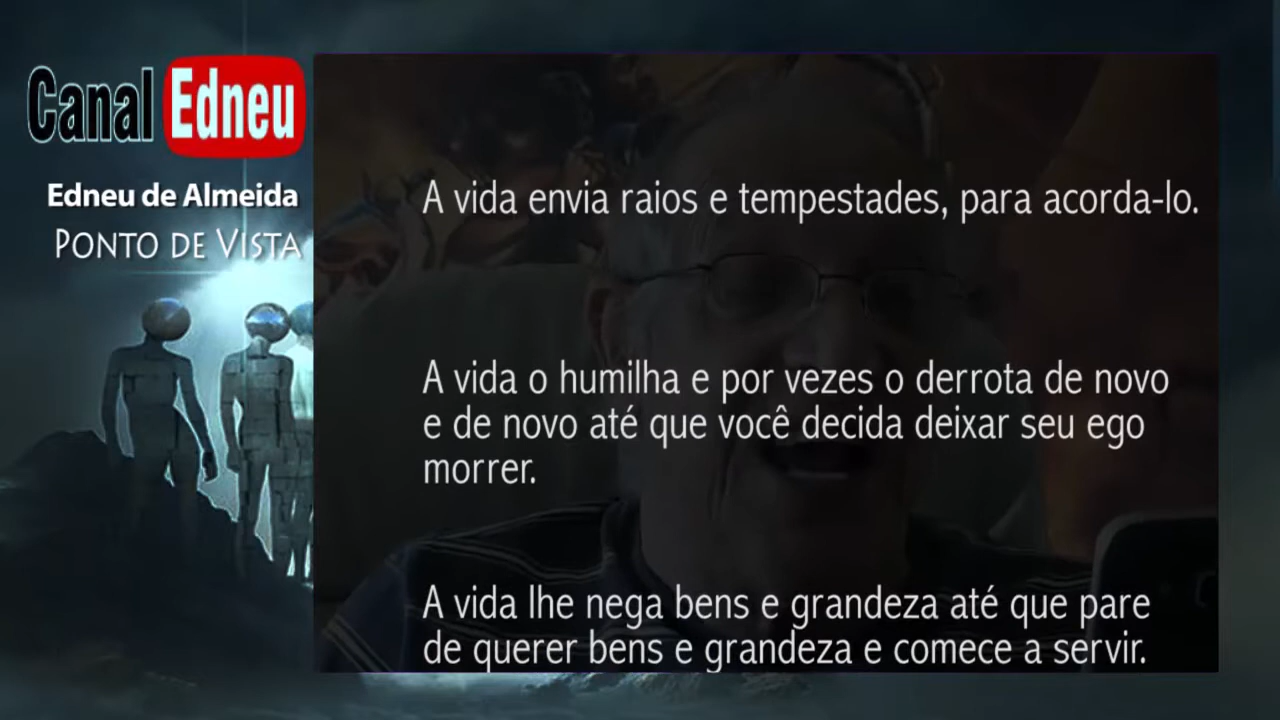 Canal Edneu
Edneu de Almeida
PONTO DE VISTA
A vida envia raios e tempestades, para acorda-lo.
A vida o humilha e por vezes o derrota de novo
e de novo até que você decida deixar seu ego
morrer.
A vida lhe nega bens e grandeza até que pare
de querer bens e grandeza e comece a servir.